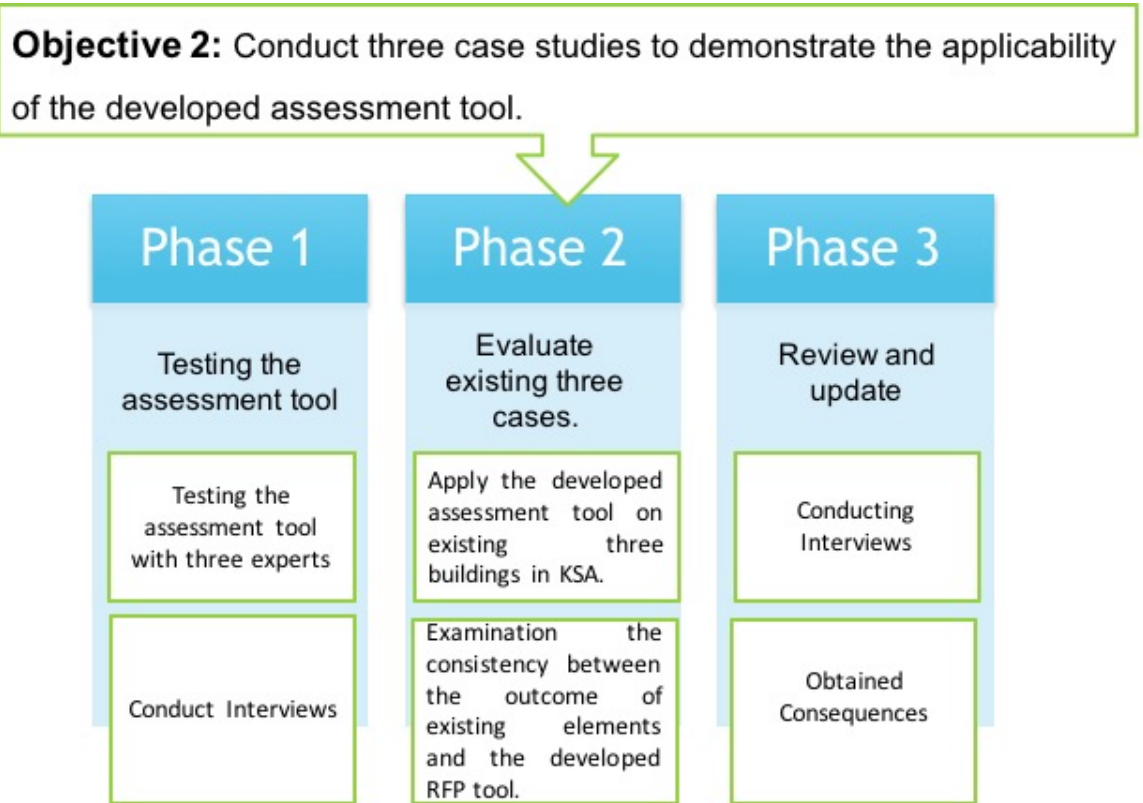 Objective 2: Conduct three case studies to demonstrate the applicability
of the developed assessment tool.
Phase 1
Testing the
assessment tool
Testing the
assessment tool
with three experts
Conduct Interviews
Phase 2
Evaluate
existing three
cases.
Apply the developed
assessment tool on
existing three
buildings in KSA.
Examination the
consistency between
the outcome of
existing elements
and the developed
RFP tool.
Phase 3
Review and
update
Conducting
Interviews
Obtained
Consequences